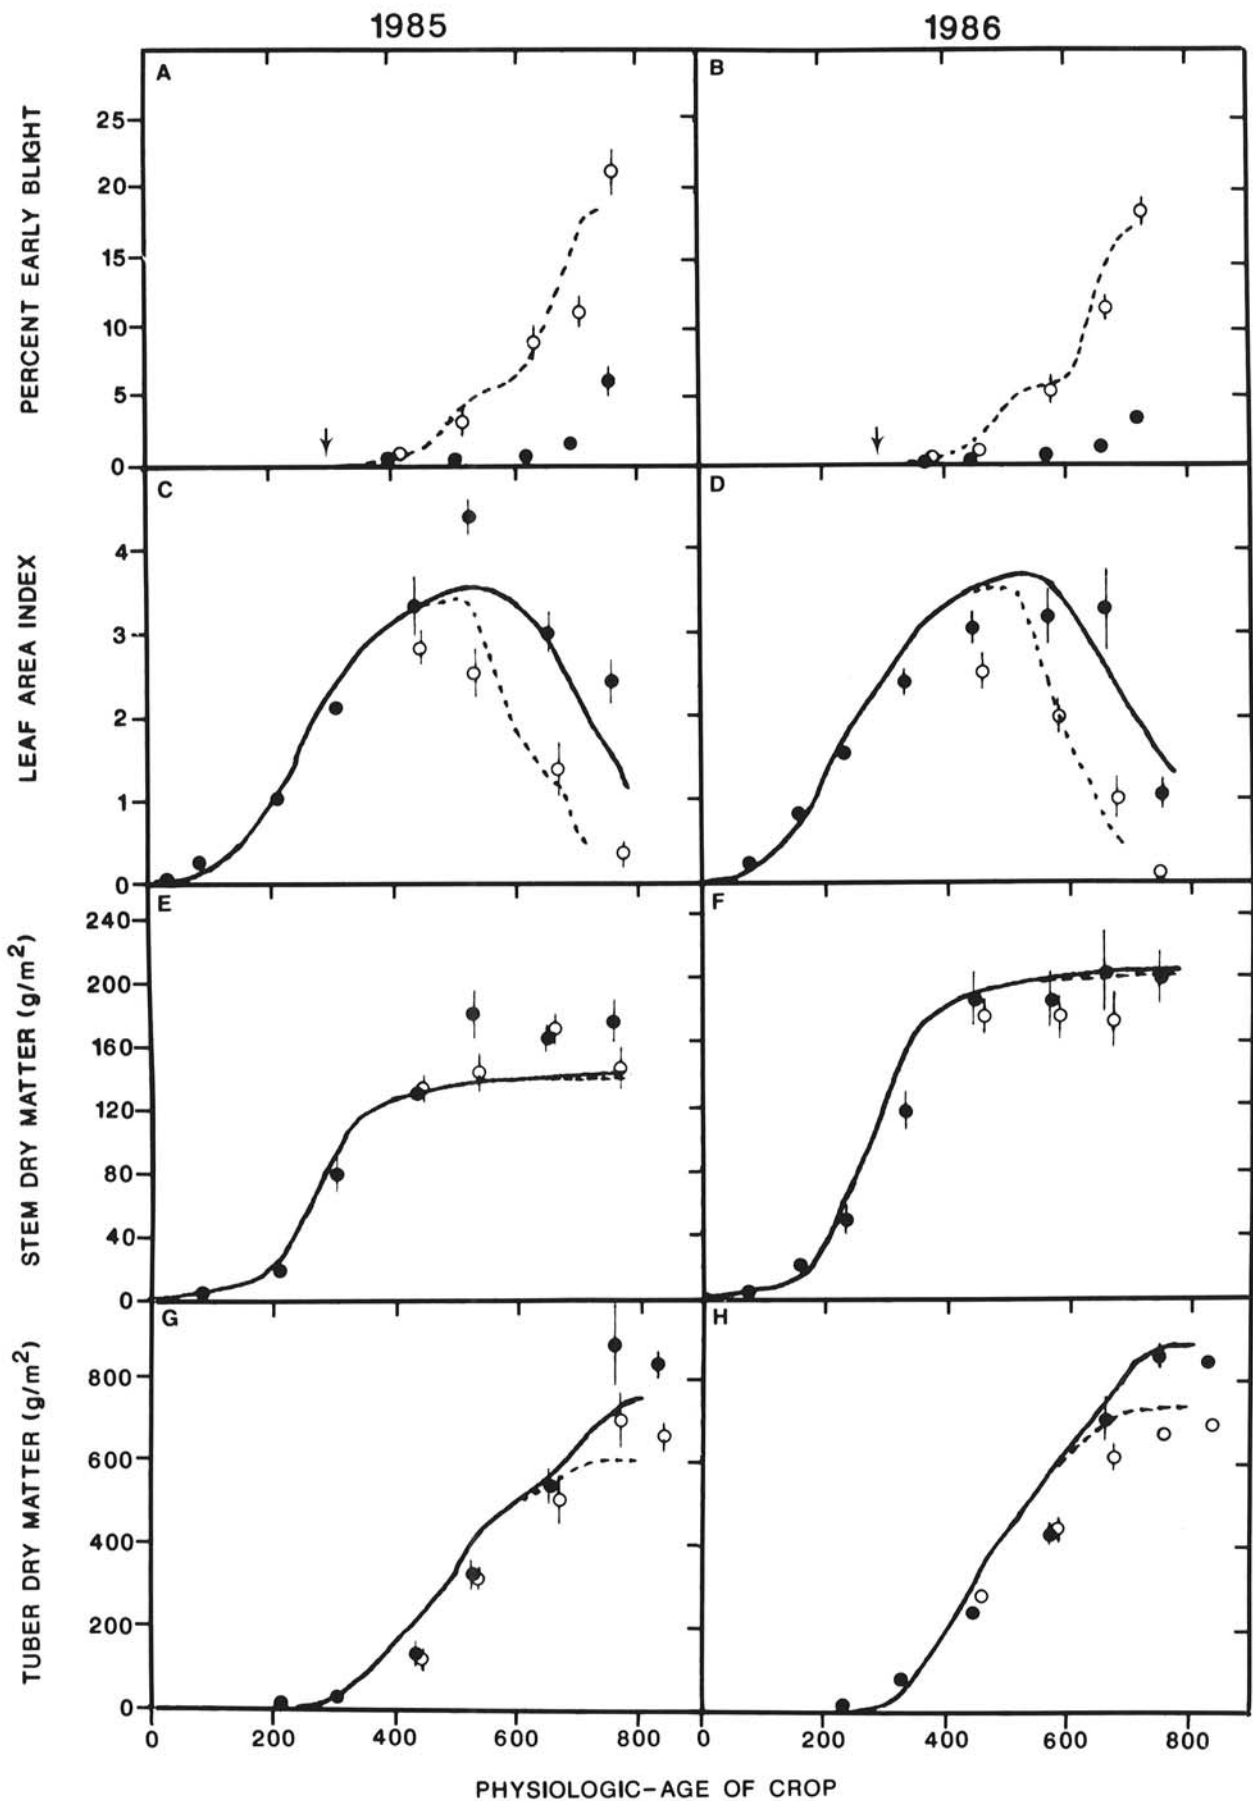 1985 1986
A B
PERCENT EARLY BLIGHT
25
20
15
10
5
0
C D
LEAF AREA INDEX
4
3
2
1
0
E F
STEM DRY MATTER (g/m²)
240
200
160
120
80
40
0
G H
TUBER DRY MATTER (g/m²)
800
600
400
200
0
0 200 400 600 800 0 200 400 600 800
PHYSIOLOGIC-AGE OF CROP